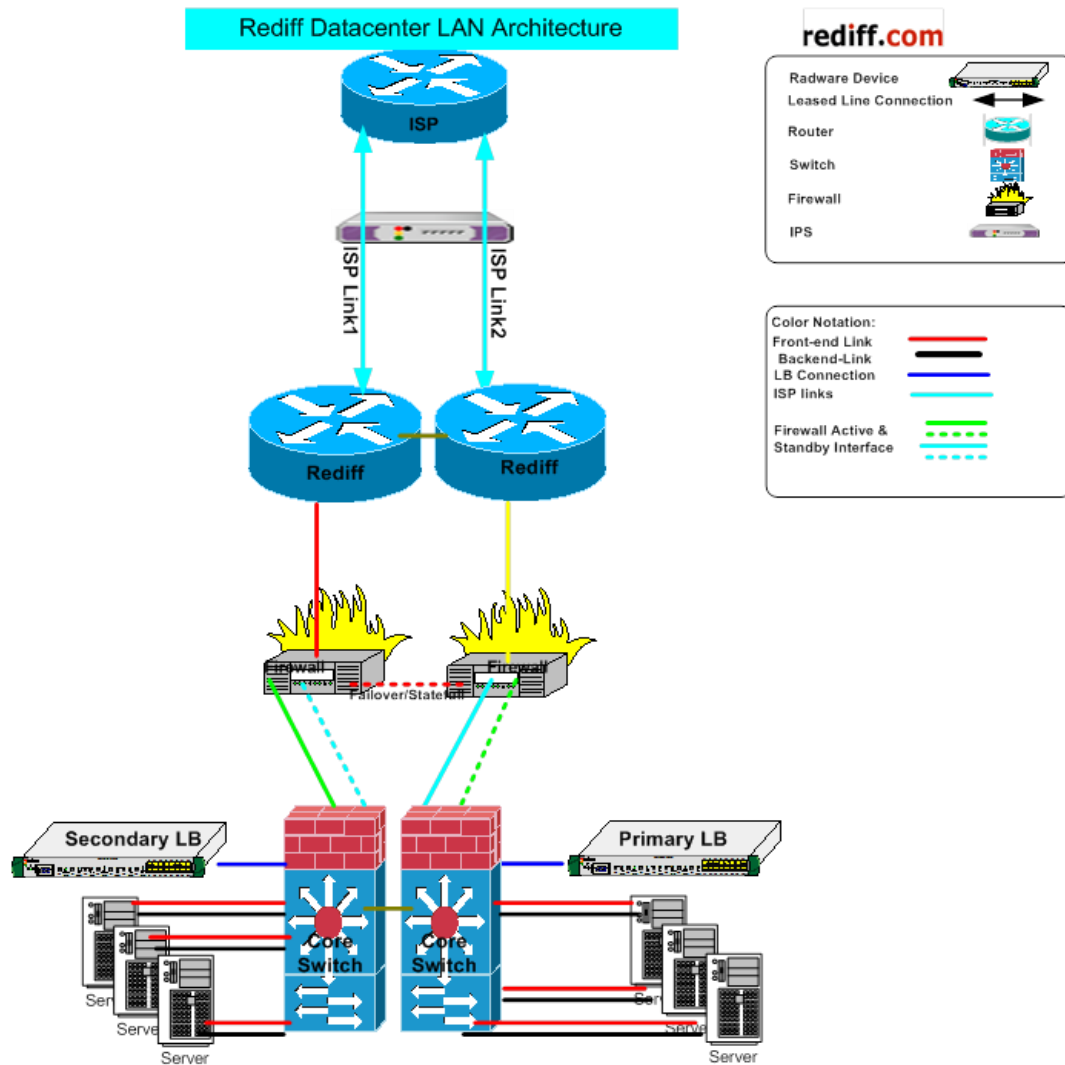 Rediff Datacenter LAN Architecture
rediff.com
Radware Device
Leased Line Connection
Router
Switch
Firewall
IPS
Color Notation:
Front-end Link
Backend-Link
LB Connection
ISP links
Firewall Active &
Standby Interface
ISP
ISP Link1
ISP Link2
Rediff
Rediff
Firewall
Firewall
Failover/Statefull
Secondary LB
Primary LB
Core
Switch
Core
Switch
Server
Server
Server
Server
Server
Server